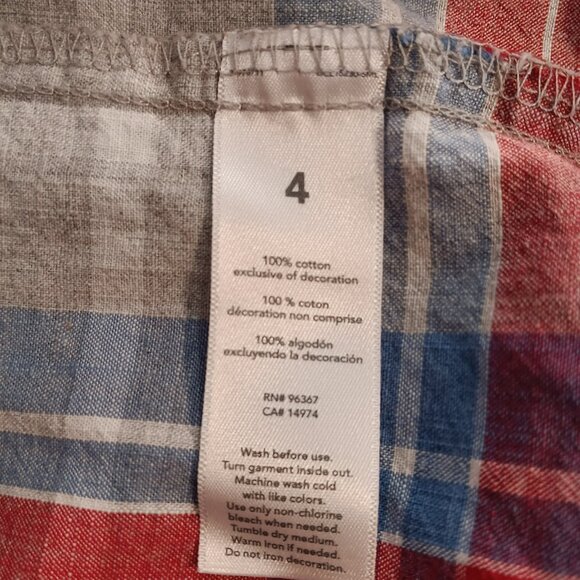 4
100% cotton
exclusive of decoration
100 % coton
décoration non comprise
100% algodón
excluyendo la decoración
RN# 96367
CA# 14974
Wash before use.
Turn garment inside out.
Machine wash cold
with like colors.
Use only non-chlorine
bleach when needed.
Tumble dry medium.
Warm iron if needed.
Do not iron decoration.